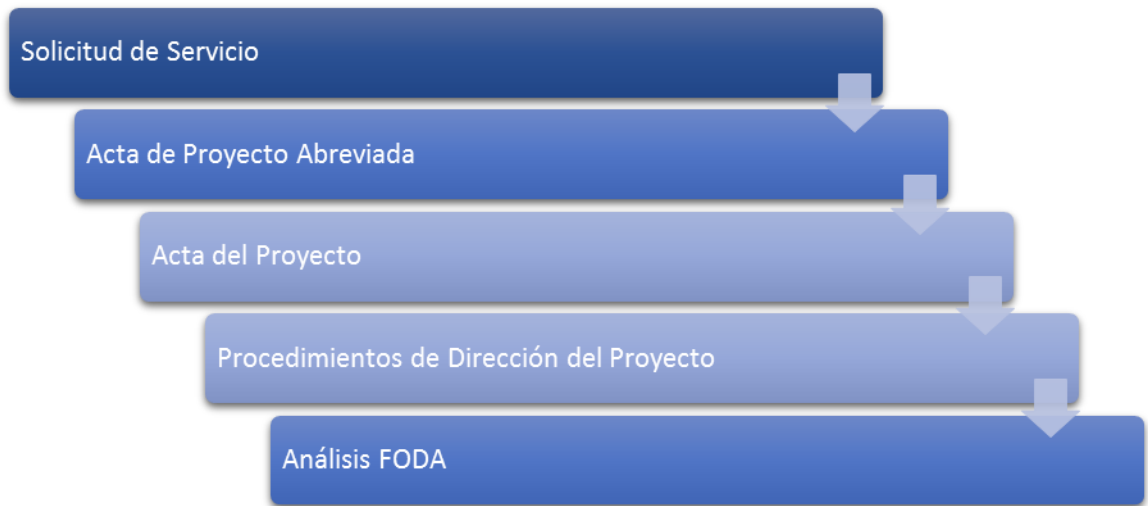 Solicitud de Servicio
Acta de Proyecto Abreviada
Acta del Proyecto
Procedimientos de Dirección del Proyecto
Análisis FODA